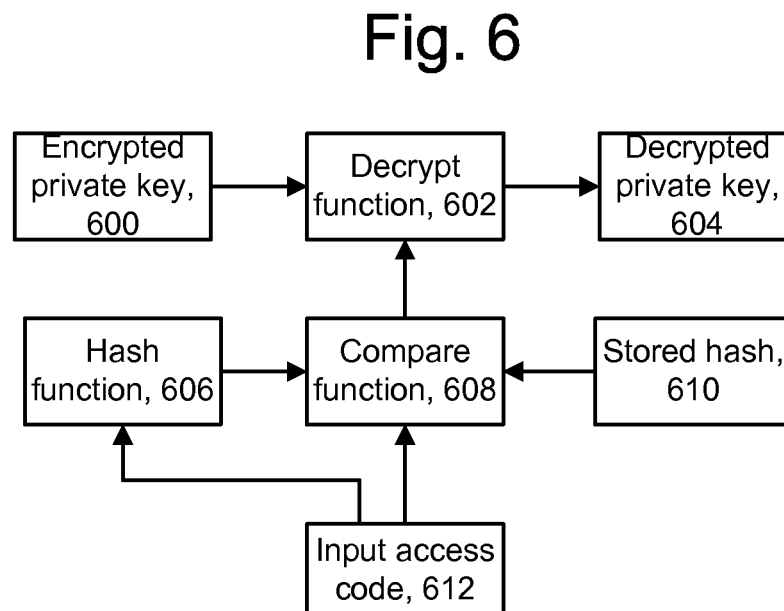 Fig. 6
Encrypted
private key,
600
Decrypt
function, 602
Decrypted
private key,
604
Hash
function, 606
Compare
function, 608
Stored hash,
610
Input access
code, 612